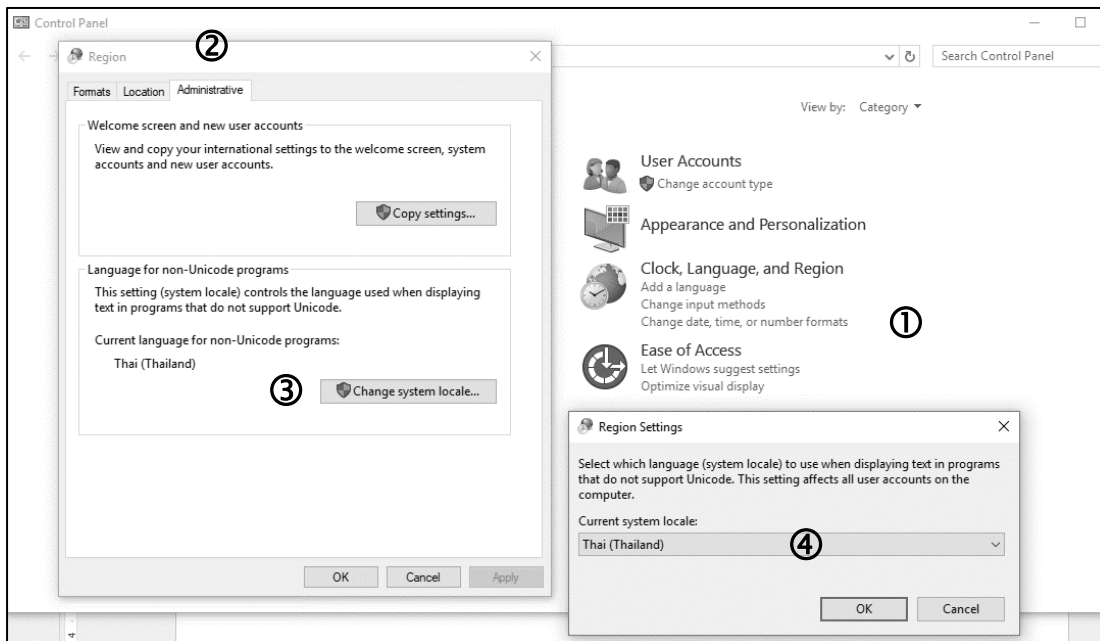 Control Panel
②
Region
Search Control Panel
Formats Location Administrative
View by: Category
Welcome screen and new user accounts
View and copy your international settings to the welcome screen, system
accounts and new user accounts.
Copy settings...
Language for non-Unicode programs
This setting (system locale) controls the language used when displaying
text in programs that do not support Unicode.
Current language for non-Unicode programs:
Thai (Thailand)
③
Change system locale...
OK Cancel Apply
User Accounts
Change account type
Appearance and Personalization
Clock, Language, and Region
Add a language
Change input methods
Change date, time, or number formats
①
Ease of Access
Let Windows suggest settings
Optimize visual display
Region Settings
Select which language (system locale) to use when displaying text in programs
that do not support Unicode. This setting affects all user accounts on the
computer.
Current system locale:
Thai (Thailand)
④
OK Cancel
4